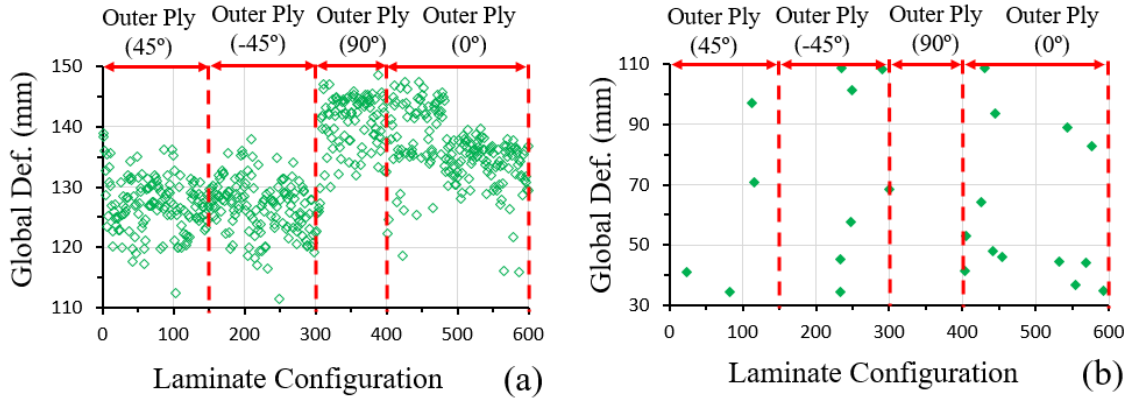 Outer Ply Outer Ply Outer Ply Outer Ply
(45º) (-45º) (90º) (0º)
150
140
130
120
110
0 100 200 300 400 500 600
Global Def. (mm)
Laminate Configuration (a)
Outer Ply Outer Ply Outer Ply Outer Ply
(45º) (-45º) (90º) (0º)
110
90
70
50
30
0 100 200 300 400 500 600
Global Def. (mm)
Laminate Configuration (b)